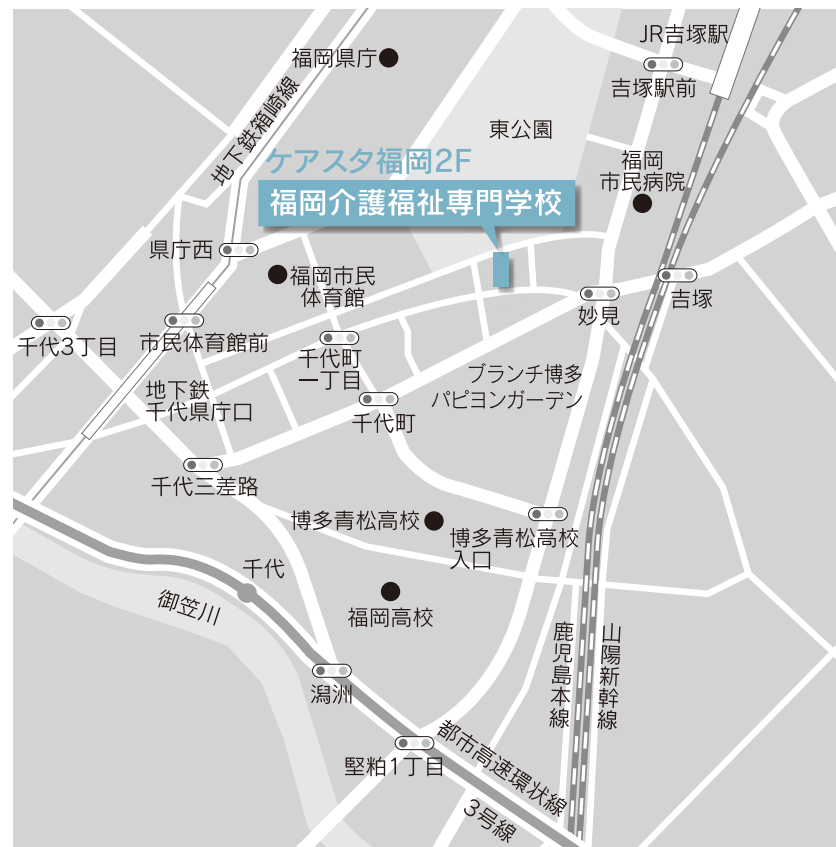 JR吉塚駅
福岡県庁
吉塚駅前
地下鉄箱崎線
東公園
ケアスタ福岡2F
福岡
市民病院
福岡介護福祉専門学校
県庁西
福岡市民
体育館
吉塚
妙見
千代3丁目
市民体育館前
千代町
一丁目
地下鉄
千代県庁口
ブランチ博多
パピヨンガーデン
千代町
千代三差路
博多青松高校
博多青松高校
入口
千代
御笠川
福岡高校
鹿児島本線
山陽新幹線
潟洲
堅粕1丁目
都市高速環状線
3号線